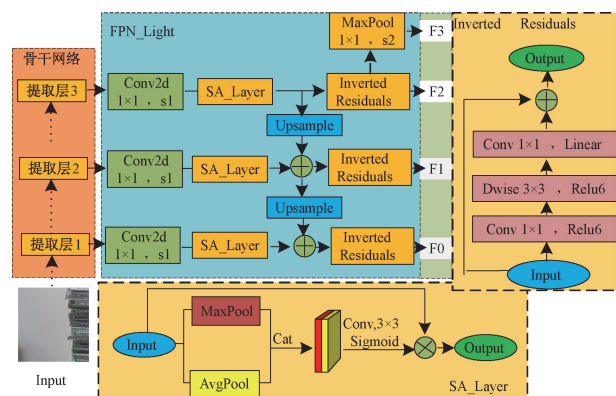 骨干网络
提取层3
提取层2
提取层1
Input
FPN_Light
Conv2d
1×1 , s1
SA_Layer
MaxPool
1×1 , s2
Inverted
Residuals
Upsample
Conv2d
1×1 , s1
SA_Layer
Inverted
Residuals
Upsample
Conv2d
1×1 , s1
SA_Layer
Inverted
Residuals
F3
F2
F1
F0
Inverted Residuals
Output
Conv 1×1 , Linear
Dwise 3×3 , Relu6
Conv 1×1 , Relu6
Input
Input
MaxPool
AvgPool
Cat
Conv,3×3
Sigmoid
Output
SA_Layer